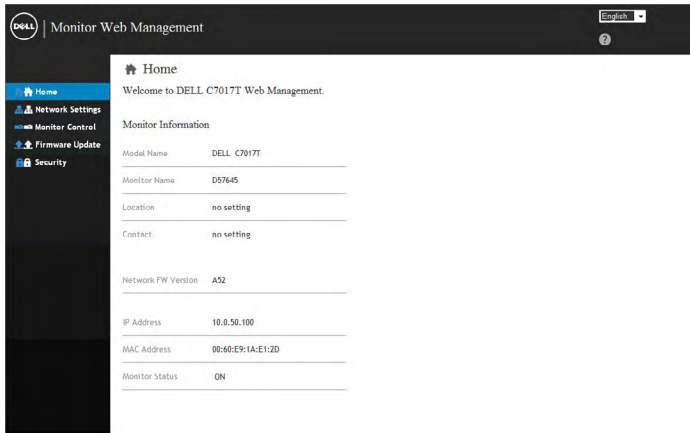 DELL | Monitor Web Management
English
?
Home
Network Settings
Monitor Control
Firmware Update
Security
Home
Welcome to DELL C7017T Web Management.
Monitor Information
Model Name DELL C7017T
Monitor Name D57645
Location no setting
Contact no setting
Network FW Version A52
IP Address 10.0.50.100
MAC Address 00:60:E9:1A:E1:2D
Monitor Status ON